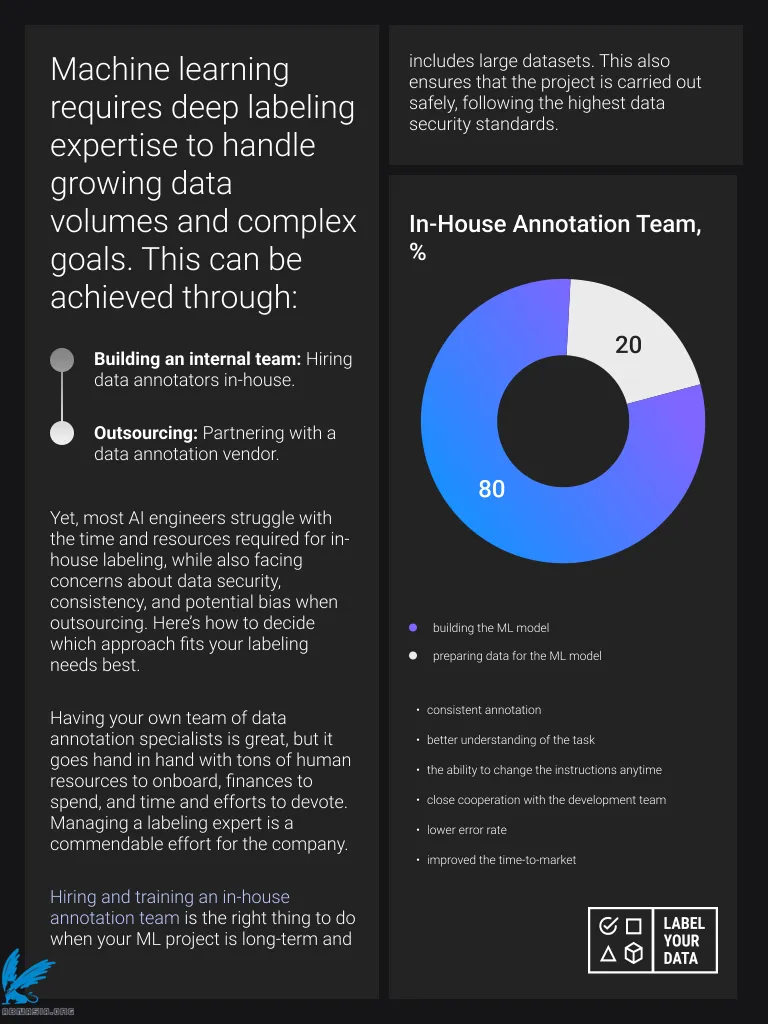 Machine learning
requires deep labeling
expertise to handle
growing data
volumes and complex
goals. This can be
achieved through:
Building an internal team: Hiring
data annotators in-house.
Outsourcing: Partnering with a
data annotation vendor.
Yet, most AI engineers struggle with
the time and resources required for in-
house labeling, while also facing
concerns about data security,
consistency, and potential bias when
outsourcing. Here's how to decide
which approach fits your labeling
needs best.
Having your own team of data
annotation specialists is great, but it
goes hand in hand with tons of human
resources to onboard, finances to
spend, and time and efforts to devote.
Managing a labeling expert is a
commendable effort for the company.
Hiring and training an in-house
annotation team is the right thing to do
when your ML project is long-term and
includes large datasets. This also
ensures that the project is carried out
safely, following the highest data
security standards.
In-House Annotation Team,
%
20
80
building the ML model
preparing data for the ML model
• consistent annotation
• better understanding of the task
• the ability to change the instructions anytime
• close cooperation with the development team
• lower error rate
• improved the time-to-market
LABEL
YOUR
DATA
ABNASIA.ORG